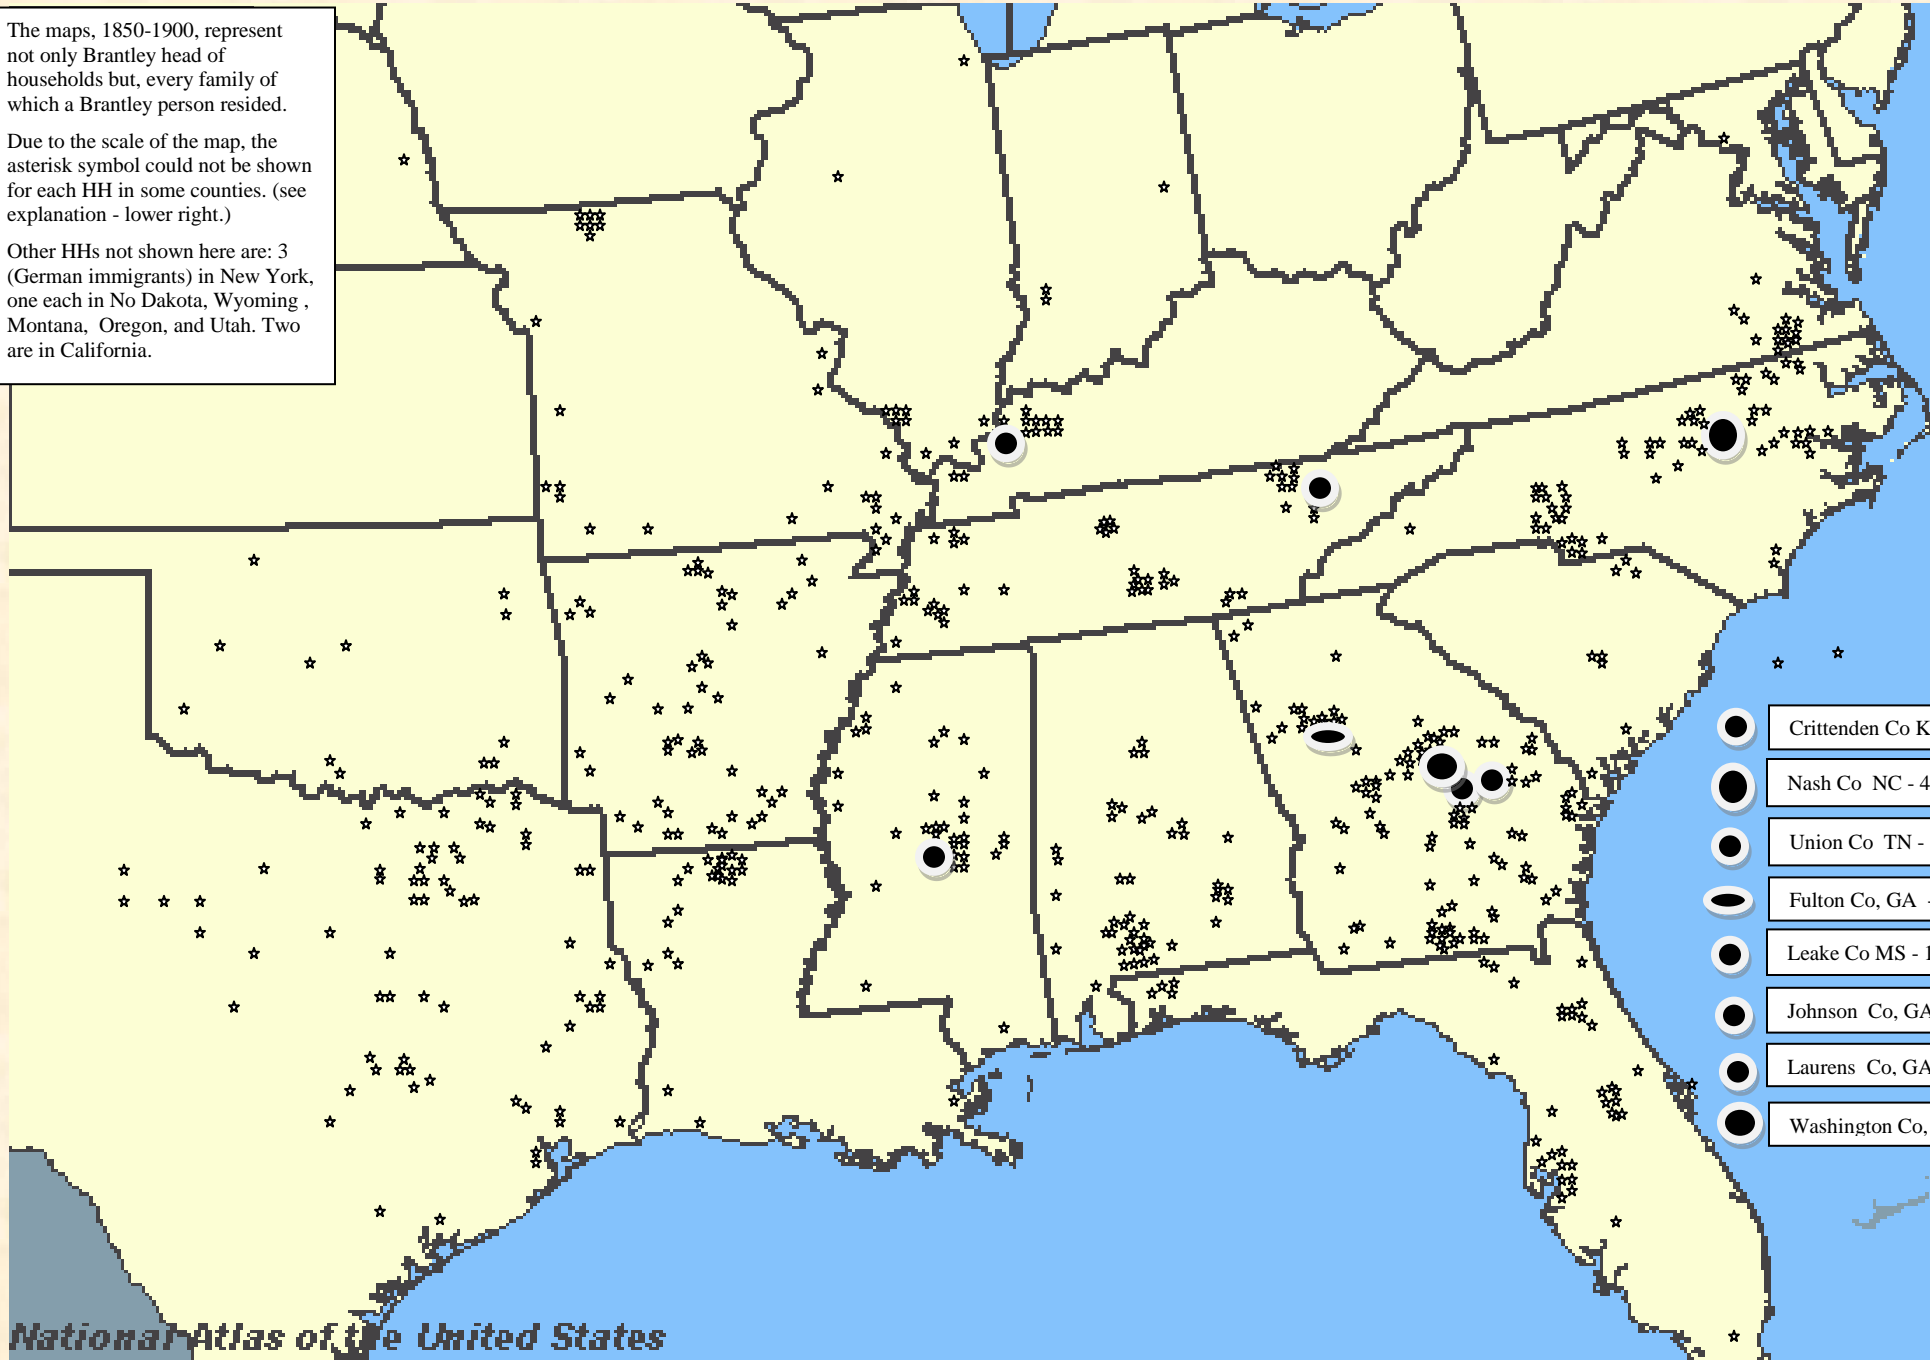 The maps, 1850-1900, represent
not only Brantley head of
households but, every family of
which a Brantley person resided.
Due to the scale of the map, the
asterisk symbol could not be shown
for each HH in some counties. (see
explanation - lower right.)
Other HHs not shown here are: 3
(German immigrants) in New York,
one each in No Dakota, Wyoming ,
Montana, Oregon, and Utah. Two
are in California.
Crittenden Co K
Nash Co NC - 4
Union Co TN -
Fulton Co, GA -
Leake Co MS - 1
Johnson Co, GA
Laurens Co, GA
Washington Co,
National Atlas of the United States